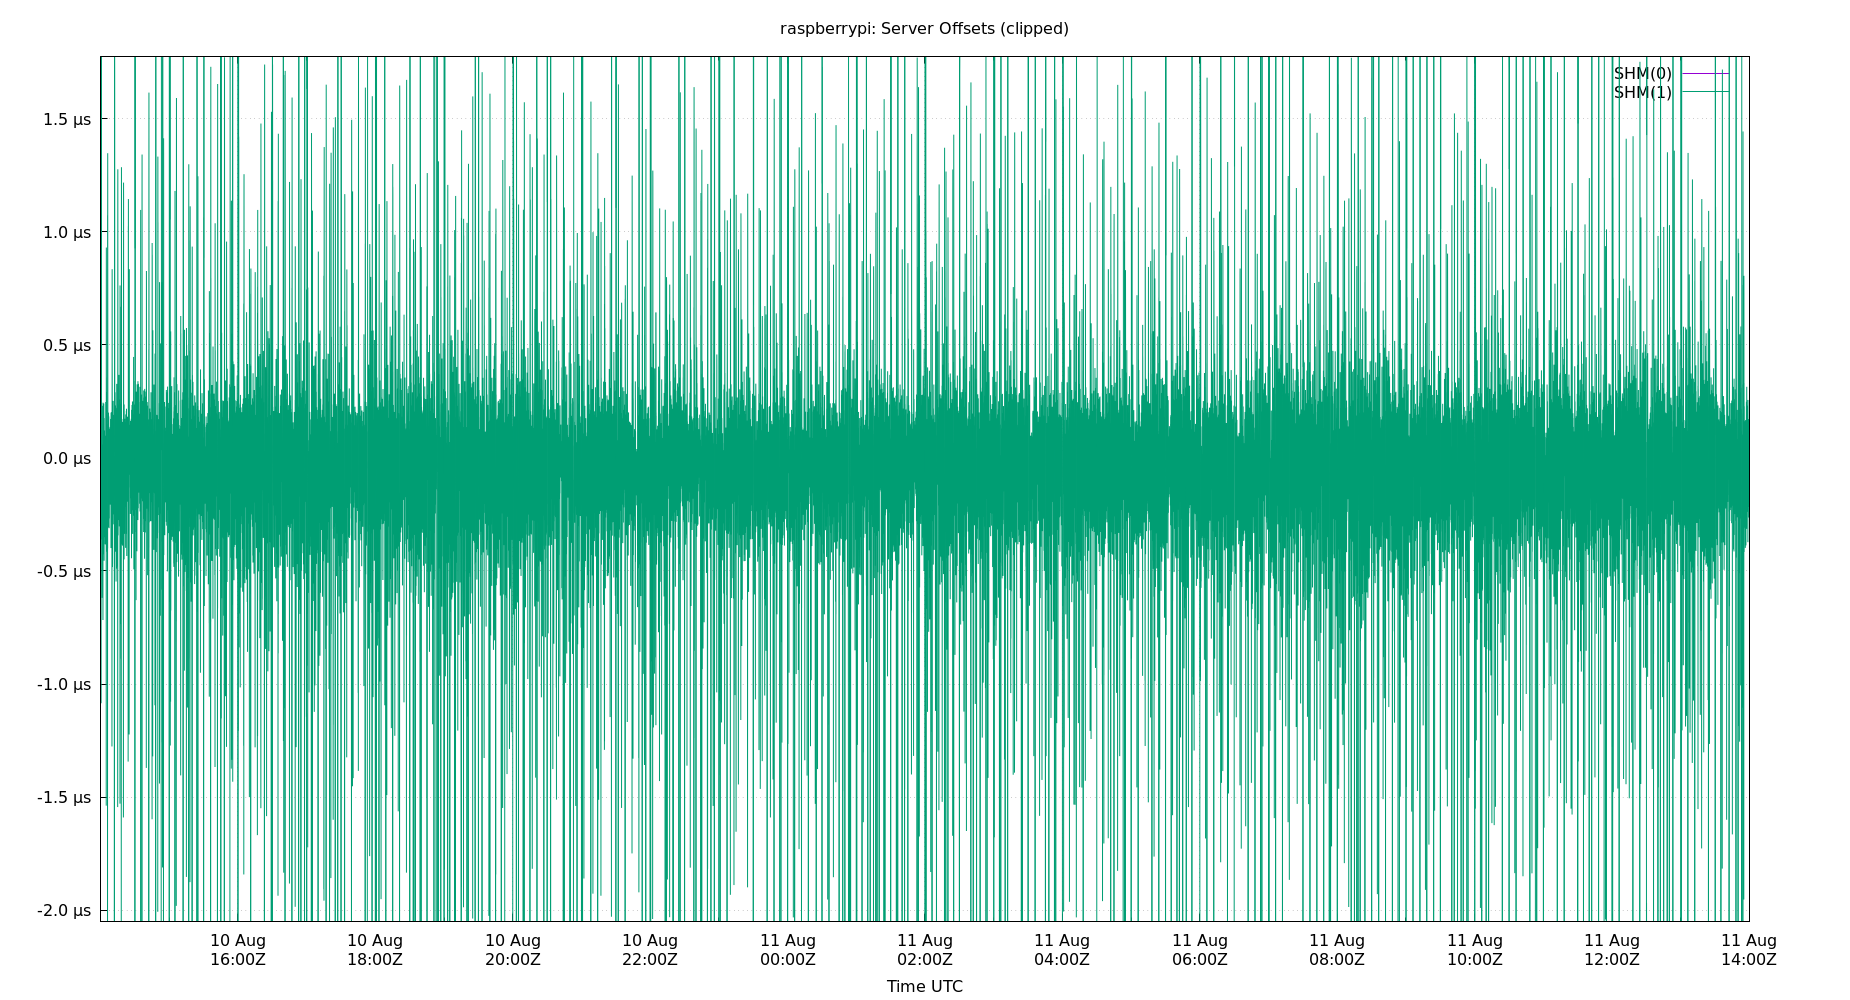 raspberrypi: Server Offsets (clipped)
SHM(0)
SHM(1)
1.5 µs
1.0 µs
0.5 µs
0.0 µs
-0.5 µs
-1.0 µs
-1.5 µs
-2.0 µs
10 Aug 10 Aug 10 Aug 10 Aug 11 Aug 11 Aug 11 Aug 11 Aug 11 Aug 11 Aug 11 Aug 11 Aug
16:00Z 18:00Z 20:00Z 22:00Z 00:00Z 02:00Z 04:00Z 06:00Z 08:00Z 10:00Z 12:00Z 14:00Z
Time UTC